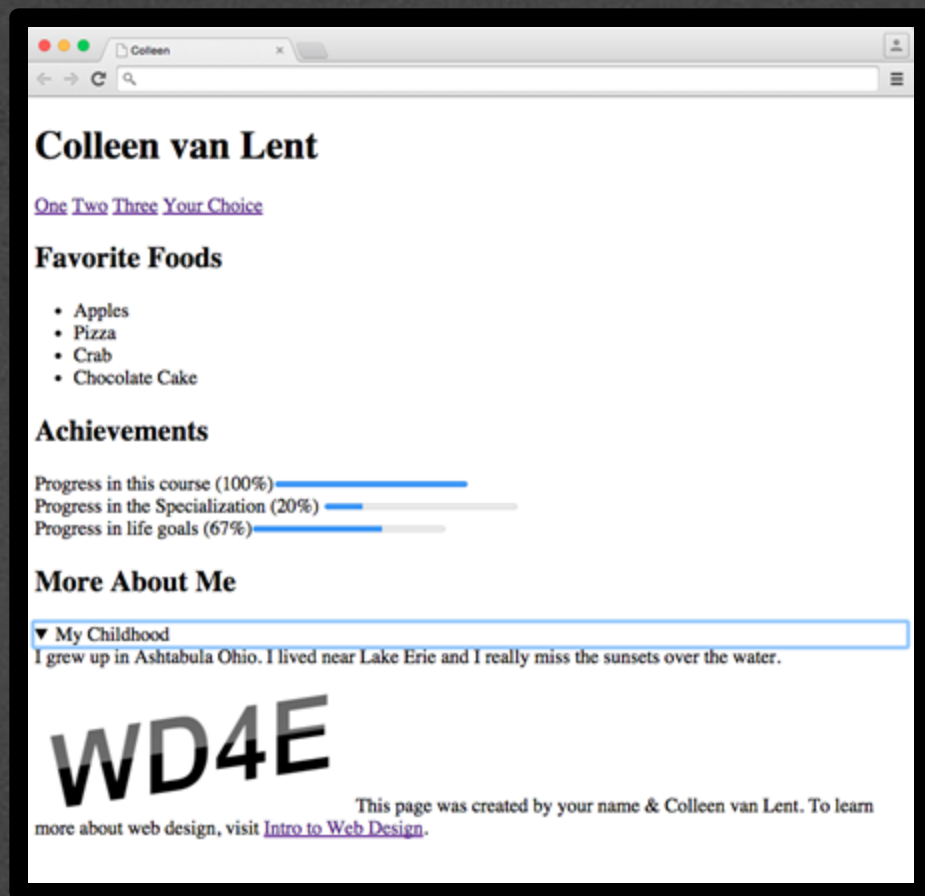 Colleen
Colleen van Lent
One Two Three Your Choice
Favorite Foods
• Apples
• Pizza
• Crab
• Chocolate Cake
Achievements
Progress in this course (100%)
Progress in the Specialization (20%)
Progress in life goals (67%)
More About Me
▼ My Childhood
I grew up in Ashtabula Ohio. I lived near Lake Erie and I really miss the sunsets over the water.
WD4E
This page was created by your name & Colleen van Lent. To learn
more about web design, visit Intro to Web Design.